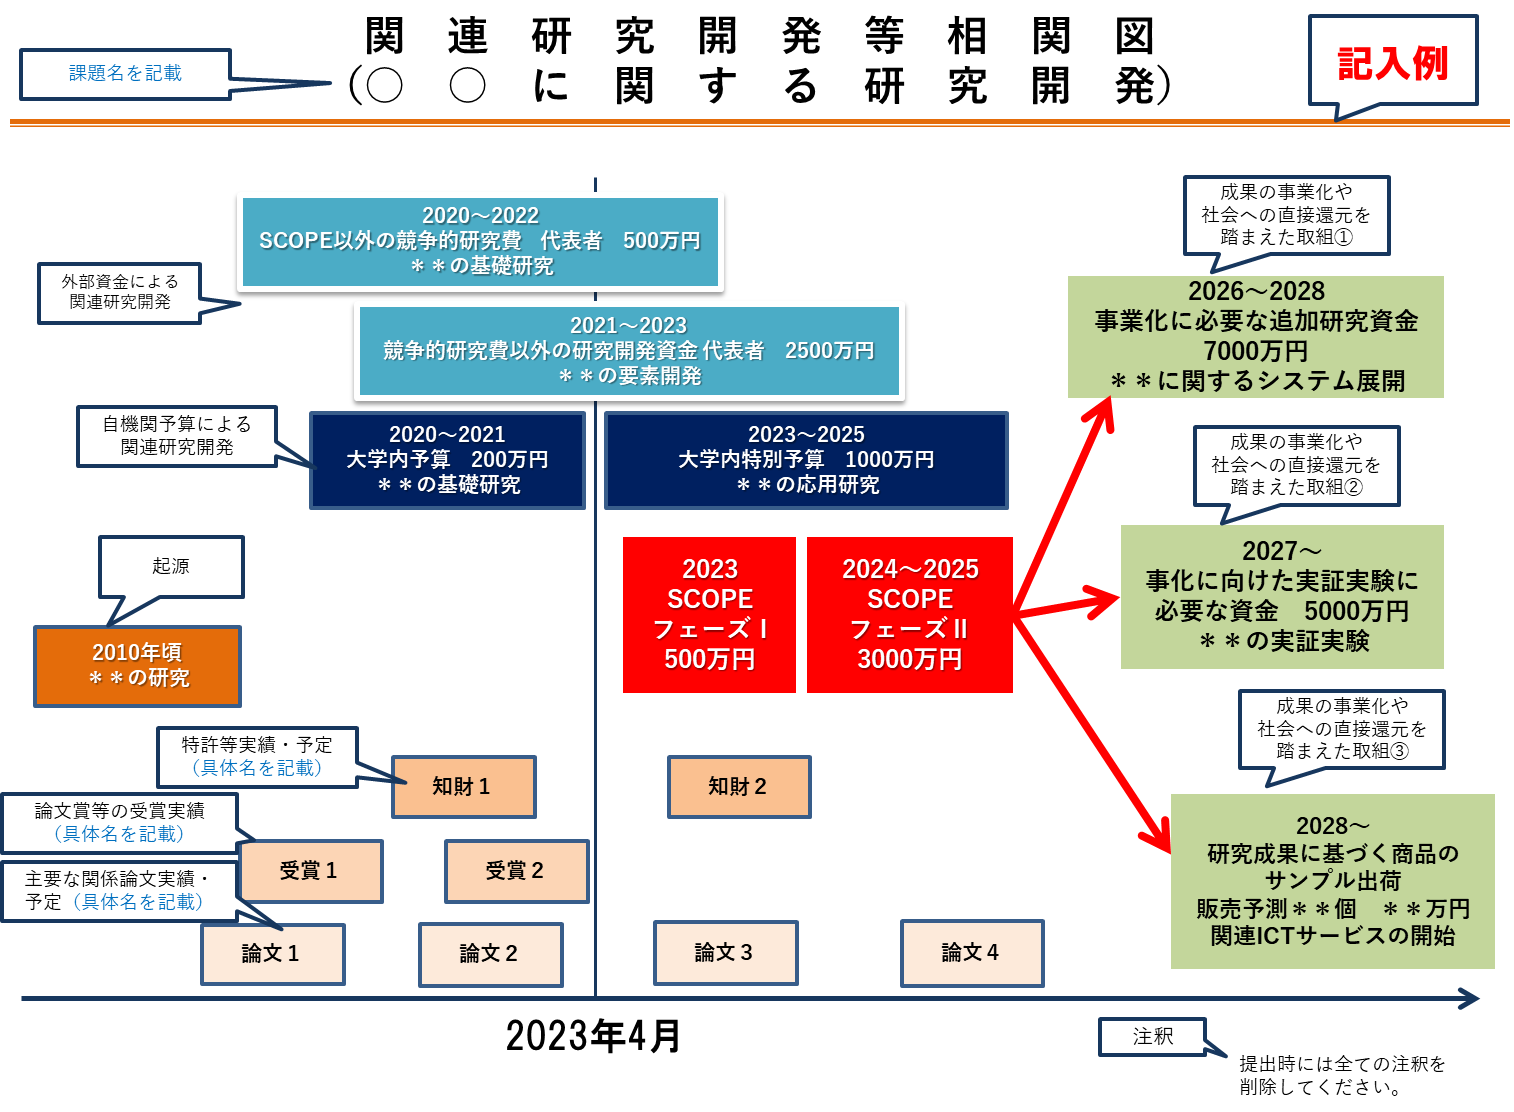 関連研究開発等相関図
(○○に関する研究開発)
課題名を記載
記入例
2020～2022
SCOPE以外の競争的研究費　代表者　500万円
＊＊の基礎研究
外部資金による
関連研究開発
2021～2023
競争的研究費以外の研究開発資金 代表者　2500万円
＊＊の要素開発
自機関予算による
関連研究開発
2020～2021
大学内予算　200万円
＊＊の基礎研究
2023～2025
大学内特別予算　1000万円
＊＊の応用研究
起源
2010年頃
＊＊の研究
2023
SCOPE
フェーズⅠ
500万円
2024～2025
SCOPE
フェーズⅡ
3000万円
成果の事業化や
社会への直接還元を
踏まえた取組①
2026～2028
事業化に必要な追加研究資金
7000万円
＊＊に関するシステム展開
成果の事業化や
社会への直接還元を
踏まえた取組②
2027～
事化に向けた実証実験に
必要な資金　5000万円
＊＊の実証実験
成果の事業化や
社会への直接還元を
踏まえた取組③
2028～
研究成果に基づく商品の
サンプル出荷
販売予測＊＊個　＊＊万円
関連ICTサービスの開始
特許等実績・予定
（具体名を記載）
知財１
知財２
論文賞等の受賞実績
（具体名を記載）
受賞１
受賞２
主要な関係論文実績・
予定（具体名を記載）
論文１
論文２
論文３
論文４
2023年4月
注釈
提出時には全ての注釈を
削除してください。